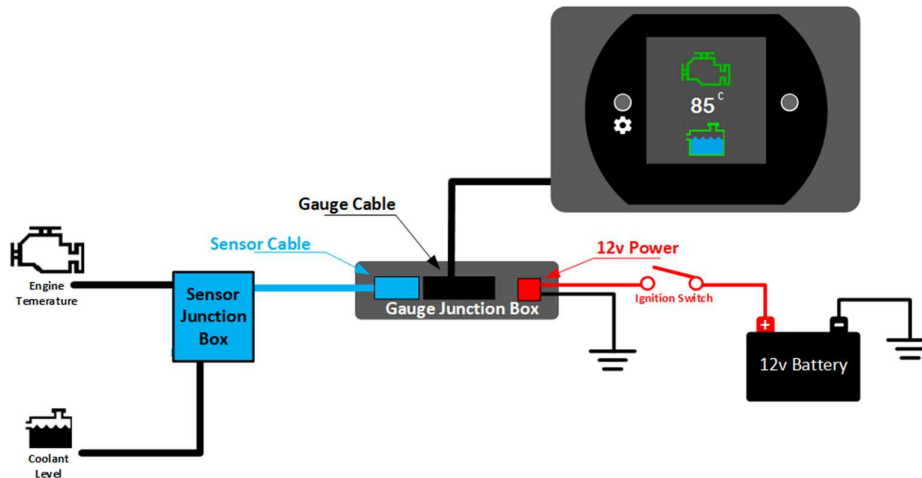 85 C
Gauge Cable
Sensor Cable
12v Power
Engine
Temerature
Sensor
Junction
Box
Gauge Junction Box
Ignition Switch
+
-
12v Battery
Coolant
Level